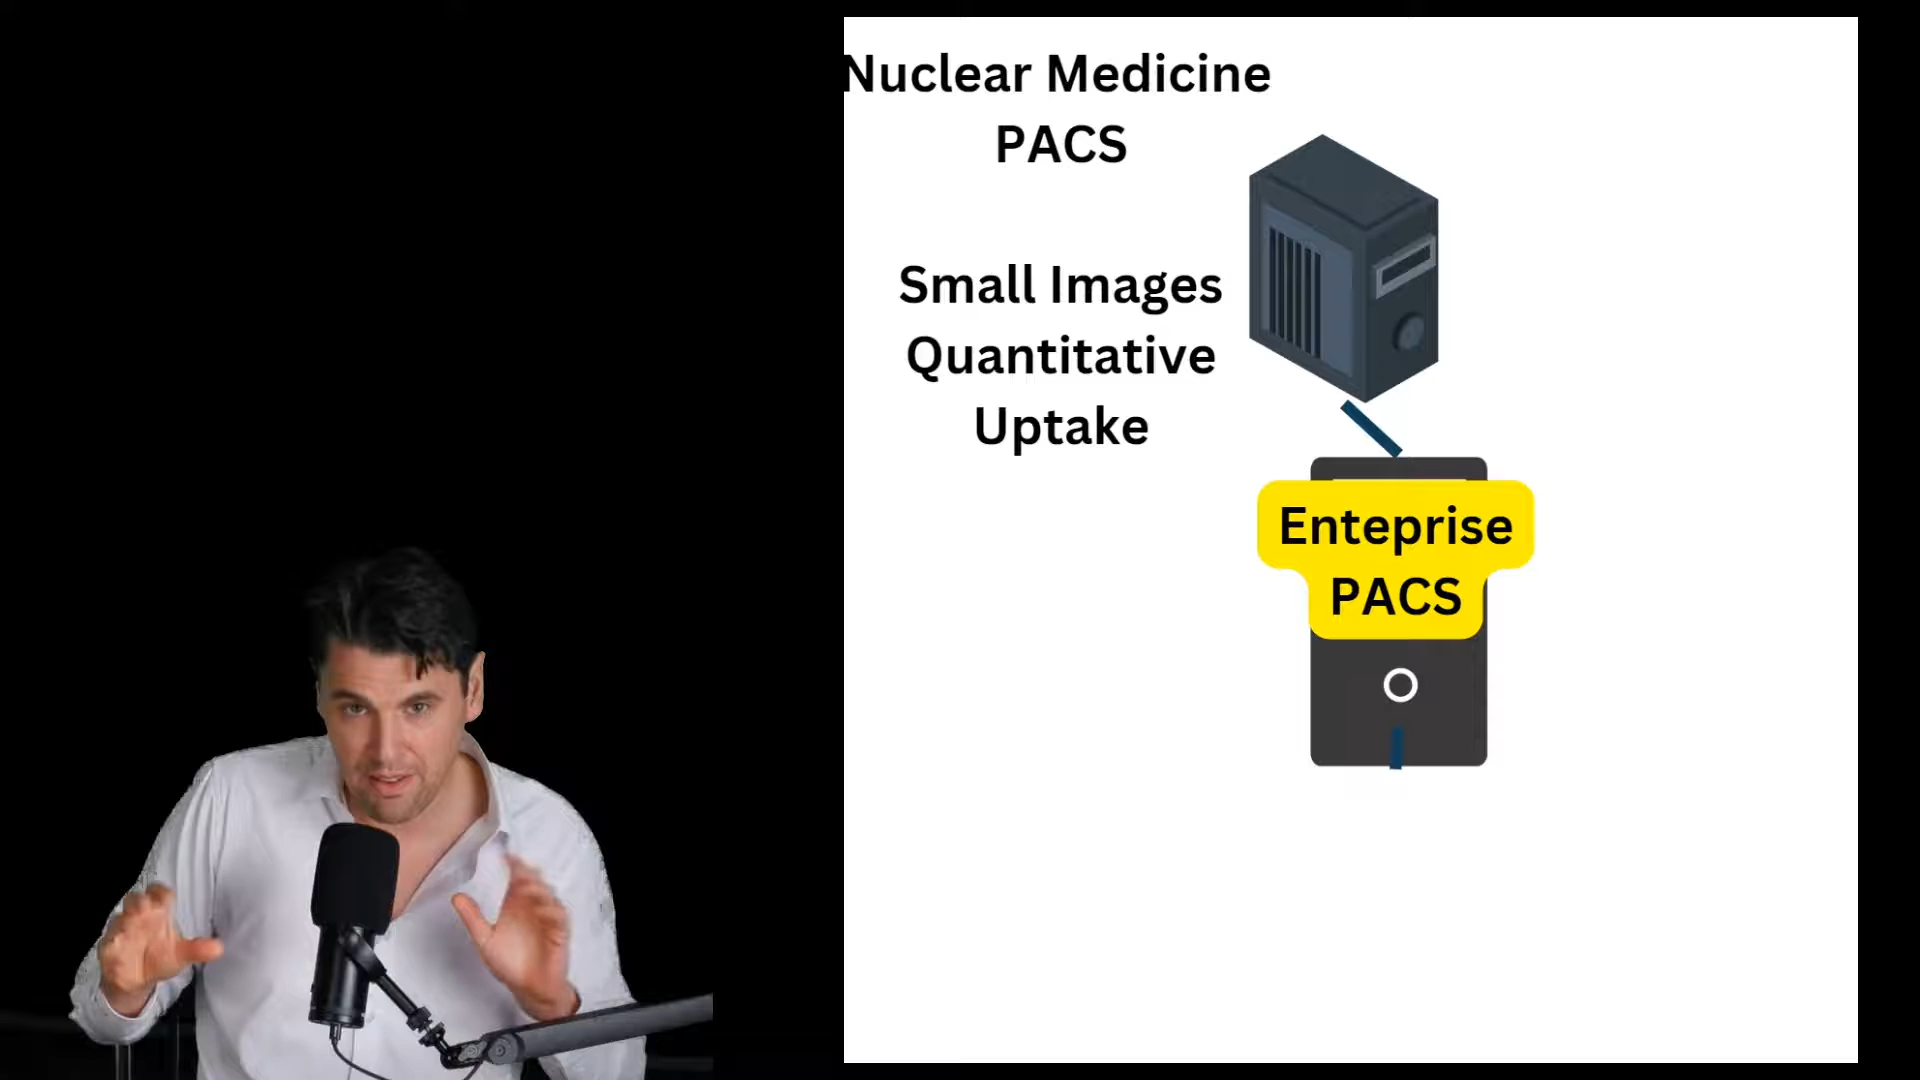 Nuclear Medicine
PACS
Small Images
Quantitative
Uptake
Enteprise
PACS